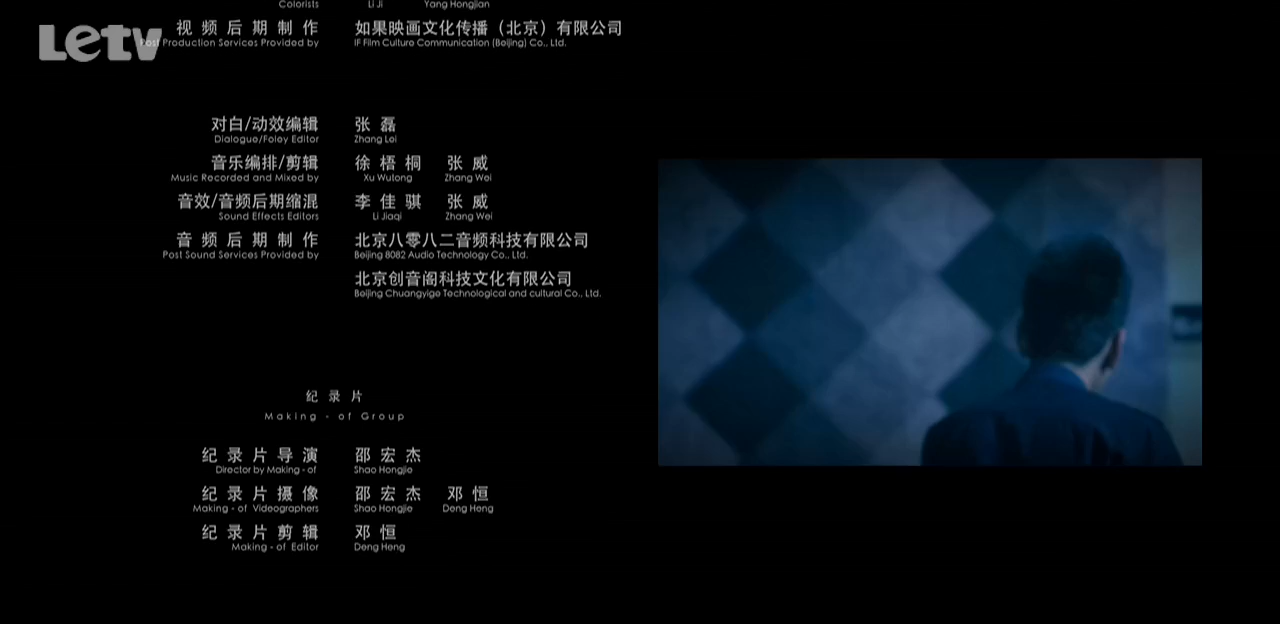 Colorists Li Ji Yang Hongjian
Letv
视频后期制作 如果映画文化传播（北京）有限公司
Post Production Services Provided by IF Film Culture Communication (Beijing) Co., Ltd.
对白/动效编辑 张磊
Dialogue/Foley Editor Zhang Lei
音乐编排/剪辑 徐梧桐 张威
Music Recorded and Mixed by Xu Wutong Zhang Wei
音效/音频后期缩混 李佳骐 张威
Sound Effects Editors Li Jiaqi Zhang Wei
音频后期制作 北京八零八二音频科技有限公司
Post Sound Services Provided by Beijing 8082 Audio Technology Co., Ltd.
北京创音阁科技文化有限公司
Beijing Chuangyige Technological and cultural Co., Ltd.
纪录片
Making - of Group
纪录片导演 邵宏杰
Director by Making - of Shao Hongjie
纪录片摄像 邵宏杰 邓恒
Making - of Videographers Shao Hongjie Deng Heng
纪录片剪辑 邓恒
Making - of Editor Deng Heng